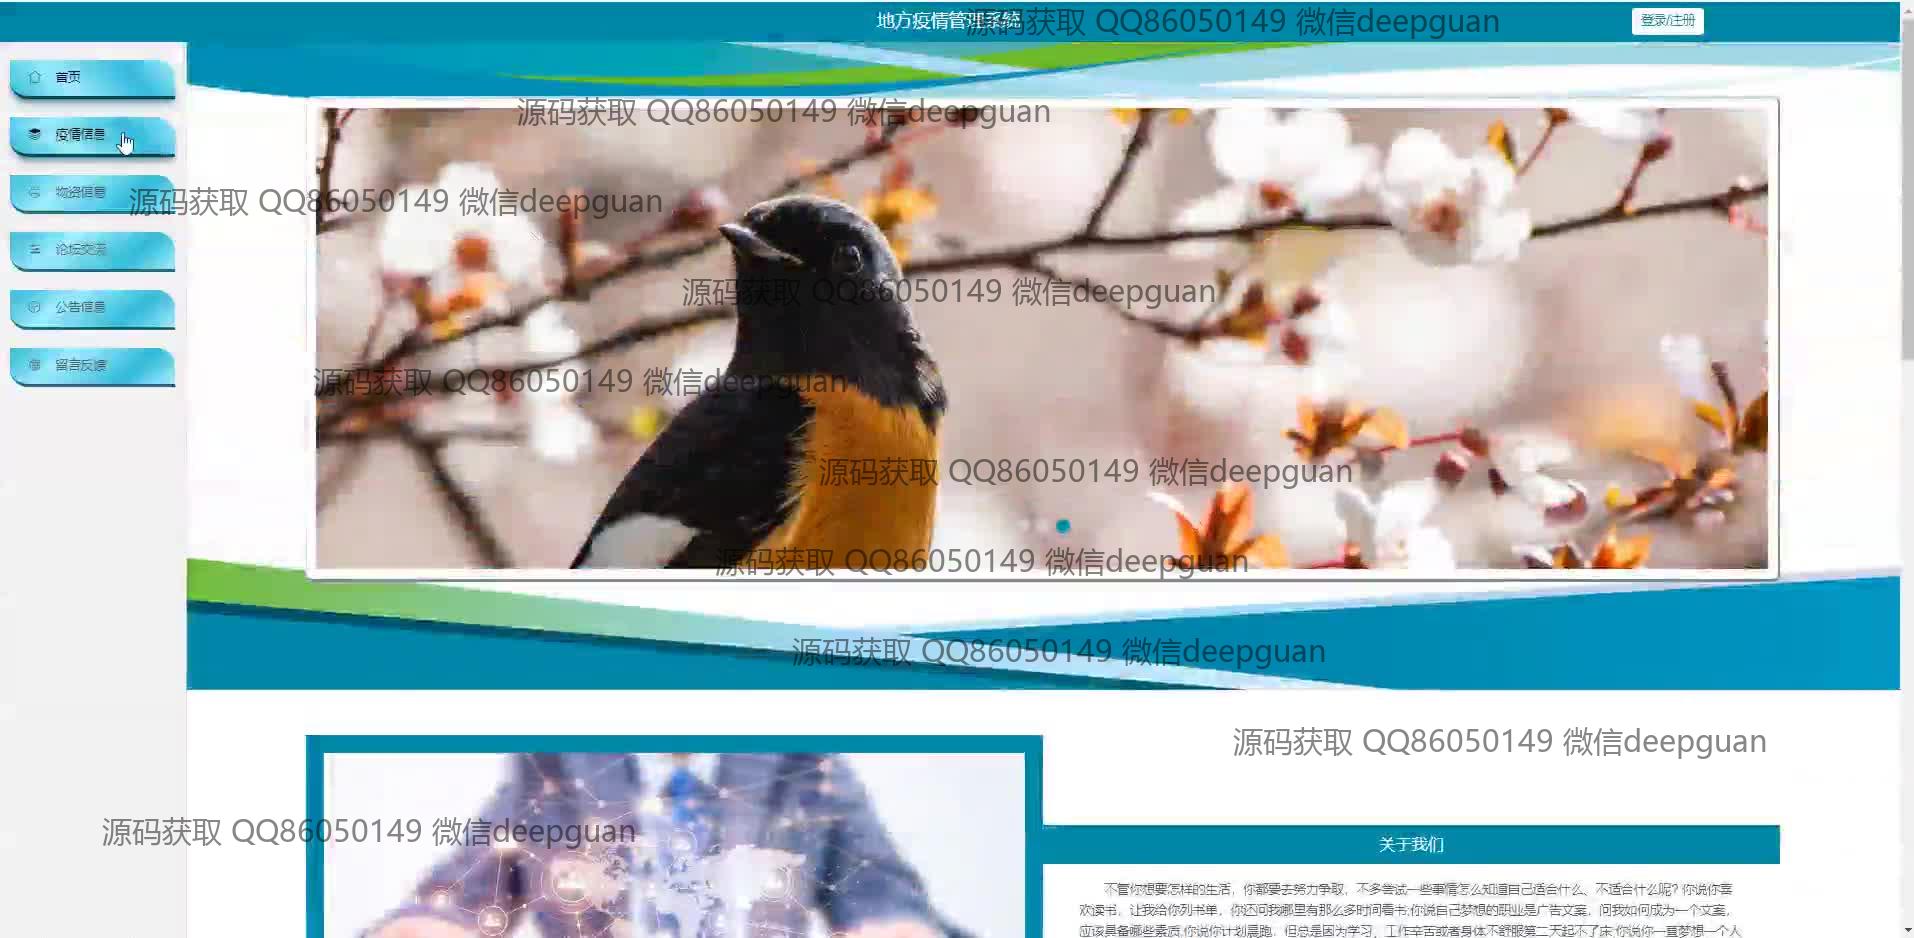 地方疫情管理系统
源码获取 QQ86050149 微信deepguan
登录/注册
首页
源码获取 QQ86050149 微信deepguan
疫情信息
物资信息
源码获取 QQ86050149 微信deepguan
论坛交流
源码获取 QQ86050149 微信deepguan
公告信息
留言反馈
源码获取 QQ86050149 微信deepguan
源码获取 QQ86050149 微信deepguan
源码获取 QQ86050149 微信deepguan
源码获取 QQ86050149 微信deepguan
源码获取 QQ86050149 微信deepguan
源码获取 QQ86050149 微信deepguan
关于我们
不管你想要怎样的生活，你都要去努力争取，不多尝试一些事情怎么知道自己适合什么、不适合什么呢? 你说你喜
欢读书，让我给你列书单，你还问我哪里有那么多时间看书;你说自己梦想的职业是广告文案，问我如何成为一个文案，
应该具备哪些素质;你说你计划晨跑，但总是因为学习、工作辛苦或者身体不舒服第二天起不了床;你说你一直梦想一个人